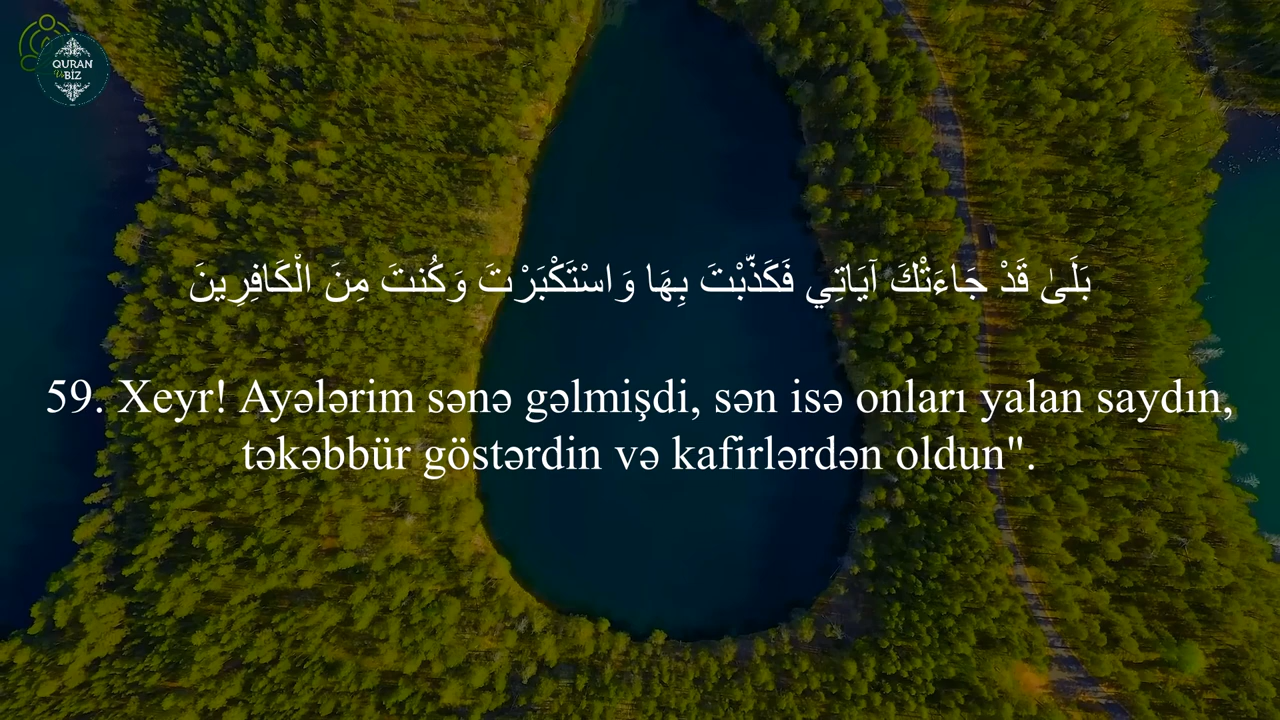 QURAN
Və
BİZ
بَلَىٰ قَدْ جَاءَتْكَ آيَاتِي فَكَذَّبْتَ بِهَا وَاسْتَكْبَرْتَ وَكُنتَ مِنَ الْكَافِرِينَ
59. Xeyr! Ayələrim sənə gəlmişdi, sən isə onları yalan saydın,
təkəbbür göstərdin və kafirlərdən oldun".